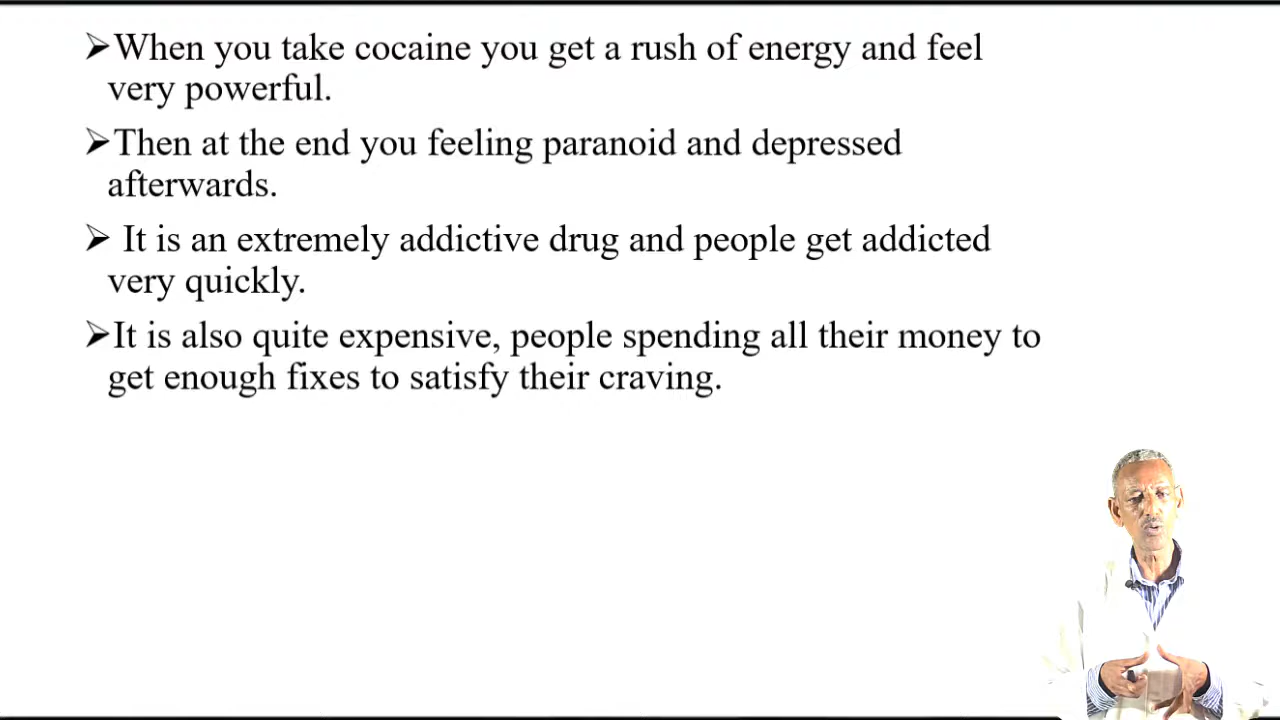 ➢When you take cocaine you get a rush of energy and feel
very powerful.
➢Then at the end you feeling paranoid and depressed
afterwards.
➢ It is an extremely addictive drug and people get addicted
very quickly.
➢It is also quite expensive, people spending all their money to
get enough fixes to satisfy their craving.